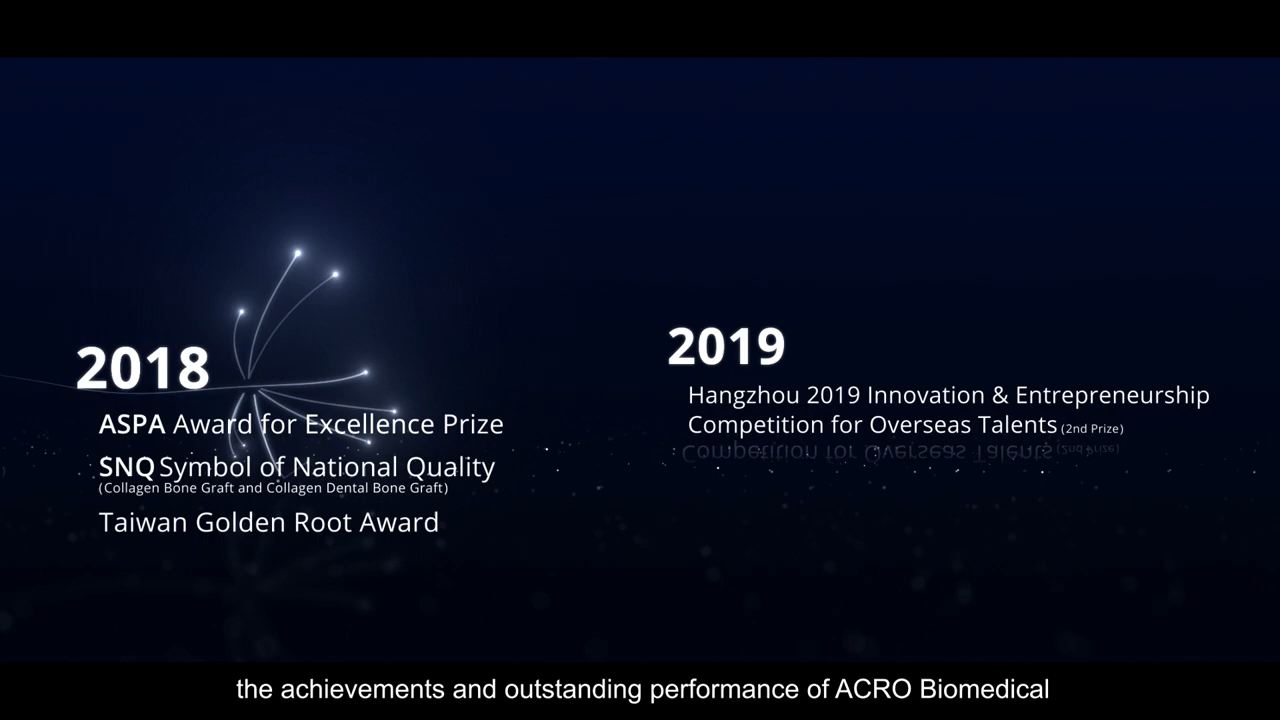 2018
ASPA Award for Excellence Prize
SNQ Symbol of National Quality
(Collagen Bone Graft and Collagen Dental Bone Graft)
Taiwan Golden Root Award
2019
Hangzhou 2019 Innovation & Entrepreneurship
Competition for Overseas Talents (2nd Prize)
the achievements and outstanding performance of ACRO Biomedical